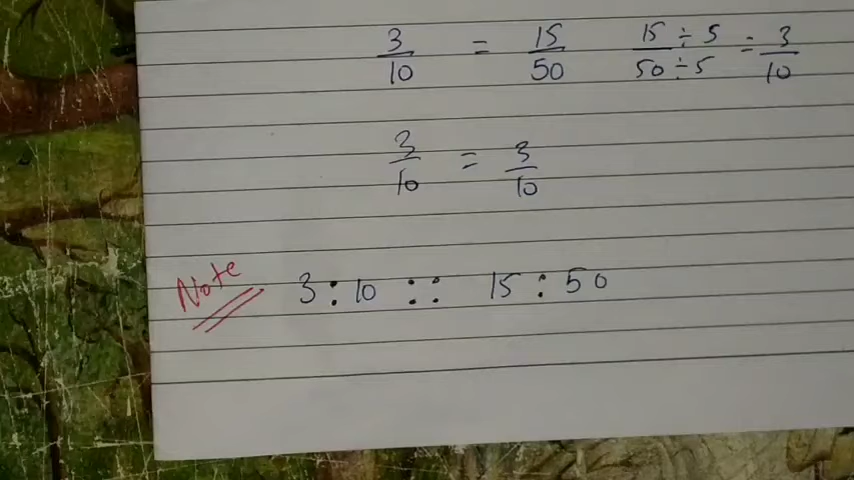 3/10 = 15/50 15÷5/50÷5 = 3/10
3/10 = 3/10
Note 3 : 10 :: 15 : 50